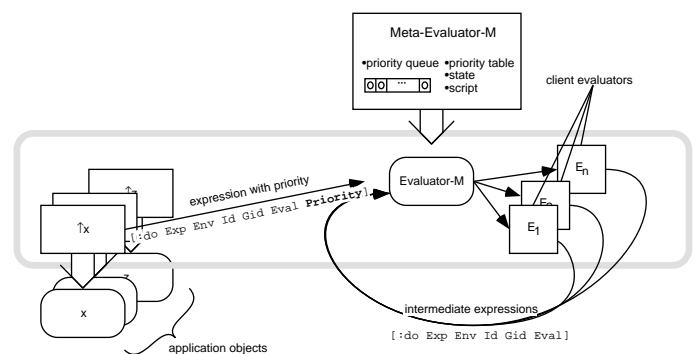 Meta-Evaluator-M
•priority queue
•priority table
•state
•script
...
client evaluators
expression with priority
[:do Exp Env Id Gid Eval Priority]
Evaluator-M
En
E1
↑x
x
intermediate expressions
[:do Exp Env Id Gid Eval]
application objects